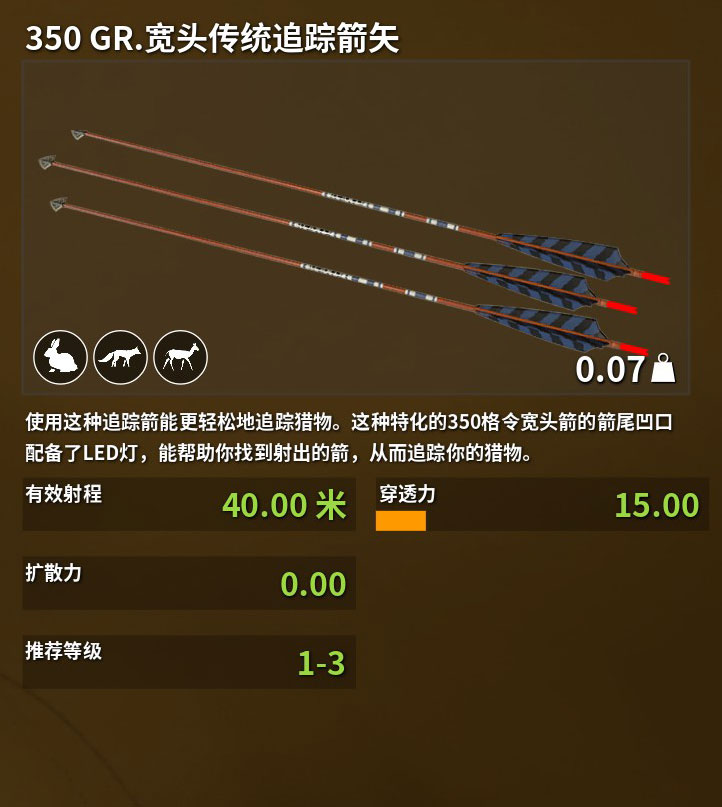 350 GR.宽头传统追踪箭矢
0.07
使用这种追踪箭能更轻松地追踪猎物。这种特化的350格令宽头箭的箭尾凹口
配备了LED灯，能帮助你找到射出的箭，从而追踪你的猎物。
有效射程
40.00 米
穿透力
15.00
扩散力
0.00
推荐等级
1-3